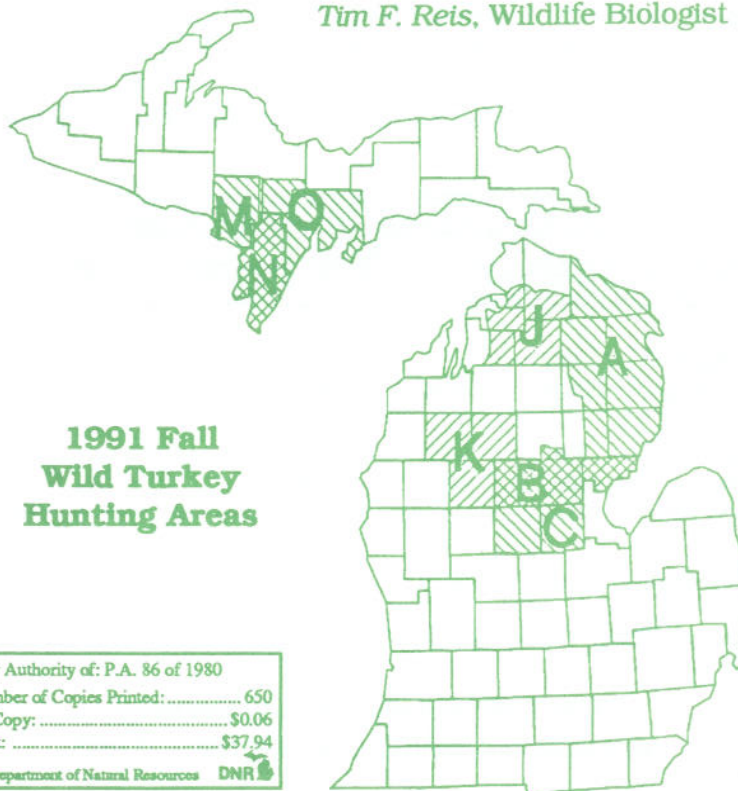 Tim F. Reis, Wildlife Biologist
M
O
N
J
A
1991 Fall
Wild Turkey
Hunting Areas
K
B
C
Authority of: P.A. 86 of 1980
of Copies Printed: ............... 650
Copy: ..................................... $0.06
: ........................................... $37.94
of Natural Resources DNR